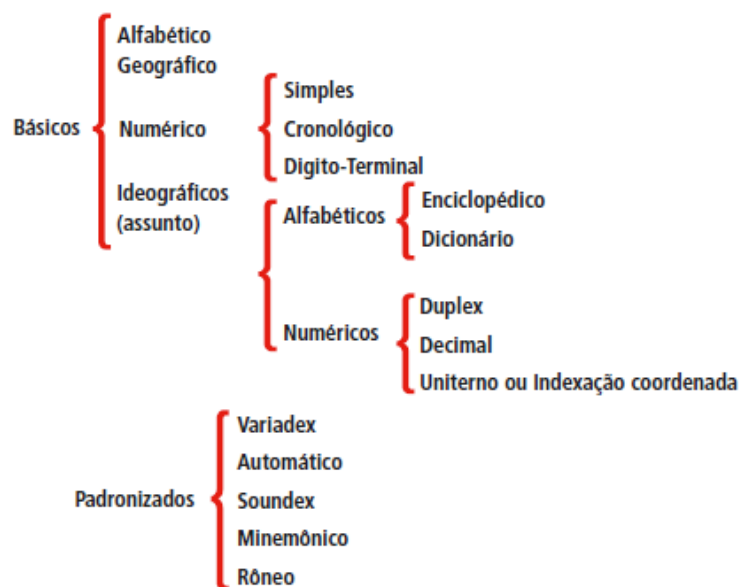 Alfabético
Geográfico
Básicos
Numérico
Simples
Cronológico
Digito-Terminal
Ideográficos
(assunto)
Alfabéticos
Enciclopédico
Dicionário
Numéricos
Duplex
Decimal
Uniterno ou Indexação coordenada
Padronizados
Variadex
Automático
Soundex
Minemônico
Rôneo